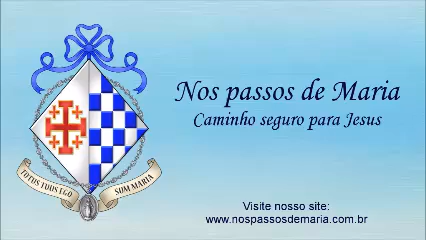 Nos passos de Maria
Caminho seguro para Jesus
TOTUS TUUS EGO
SUM MARIA
Visite nosso site:
www.nospassosdemaria.com.br